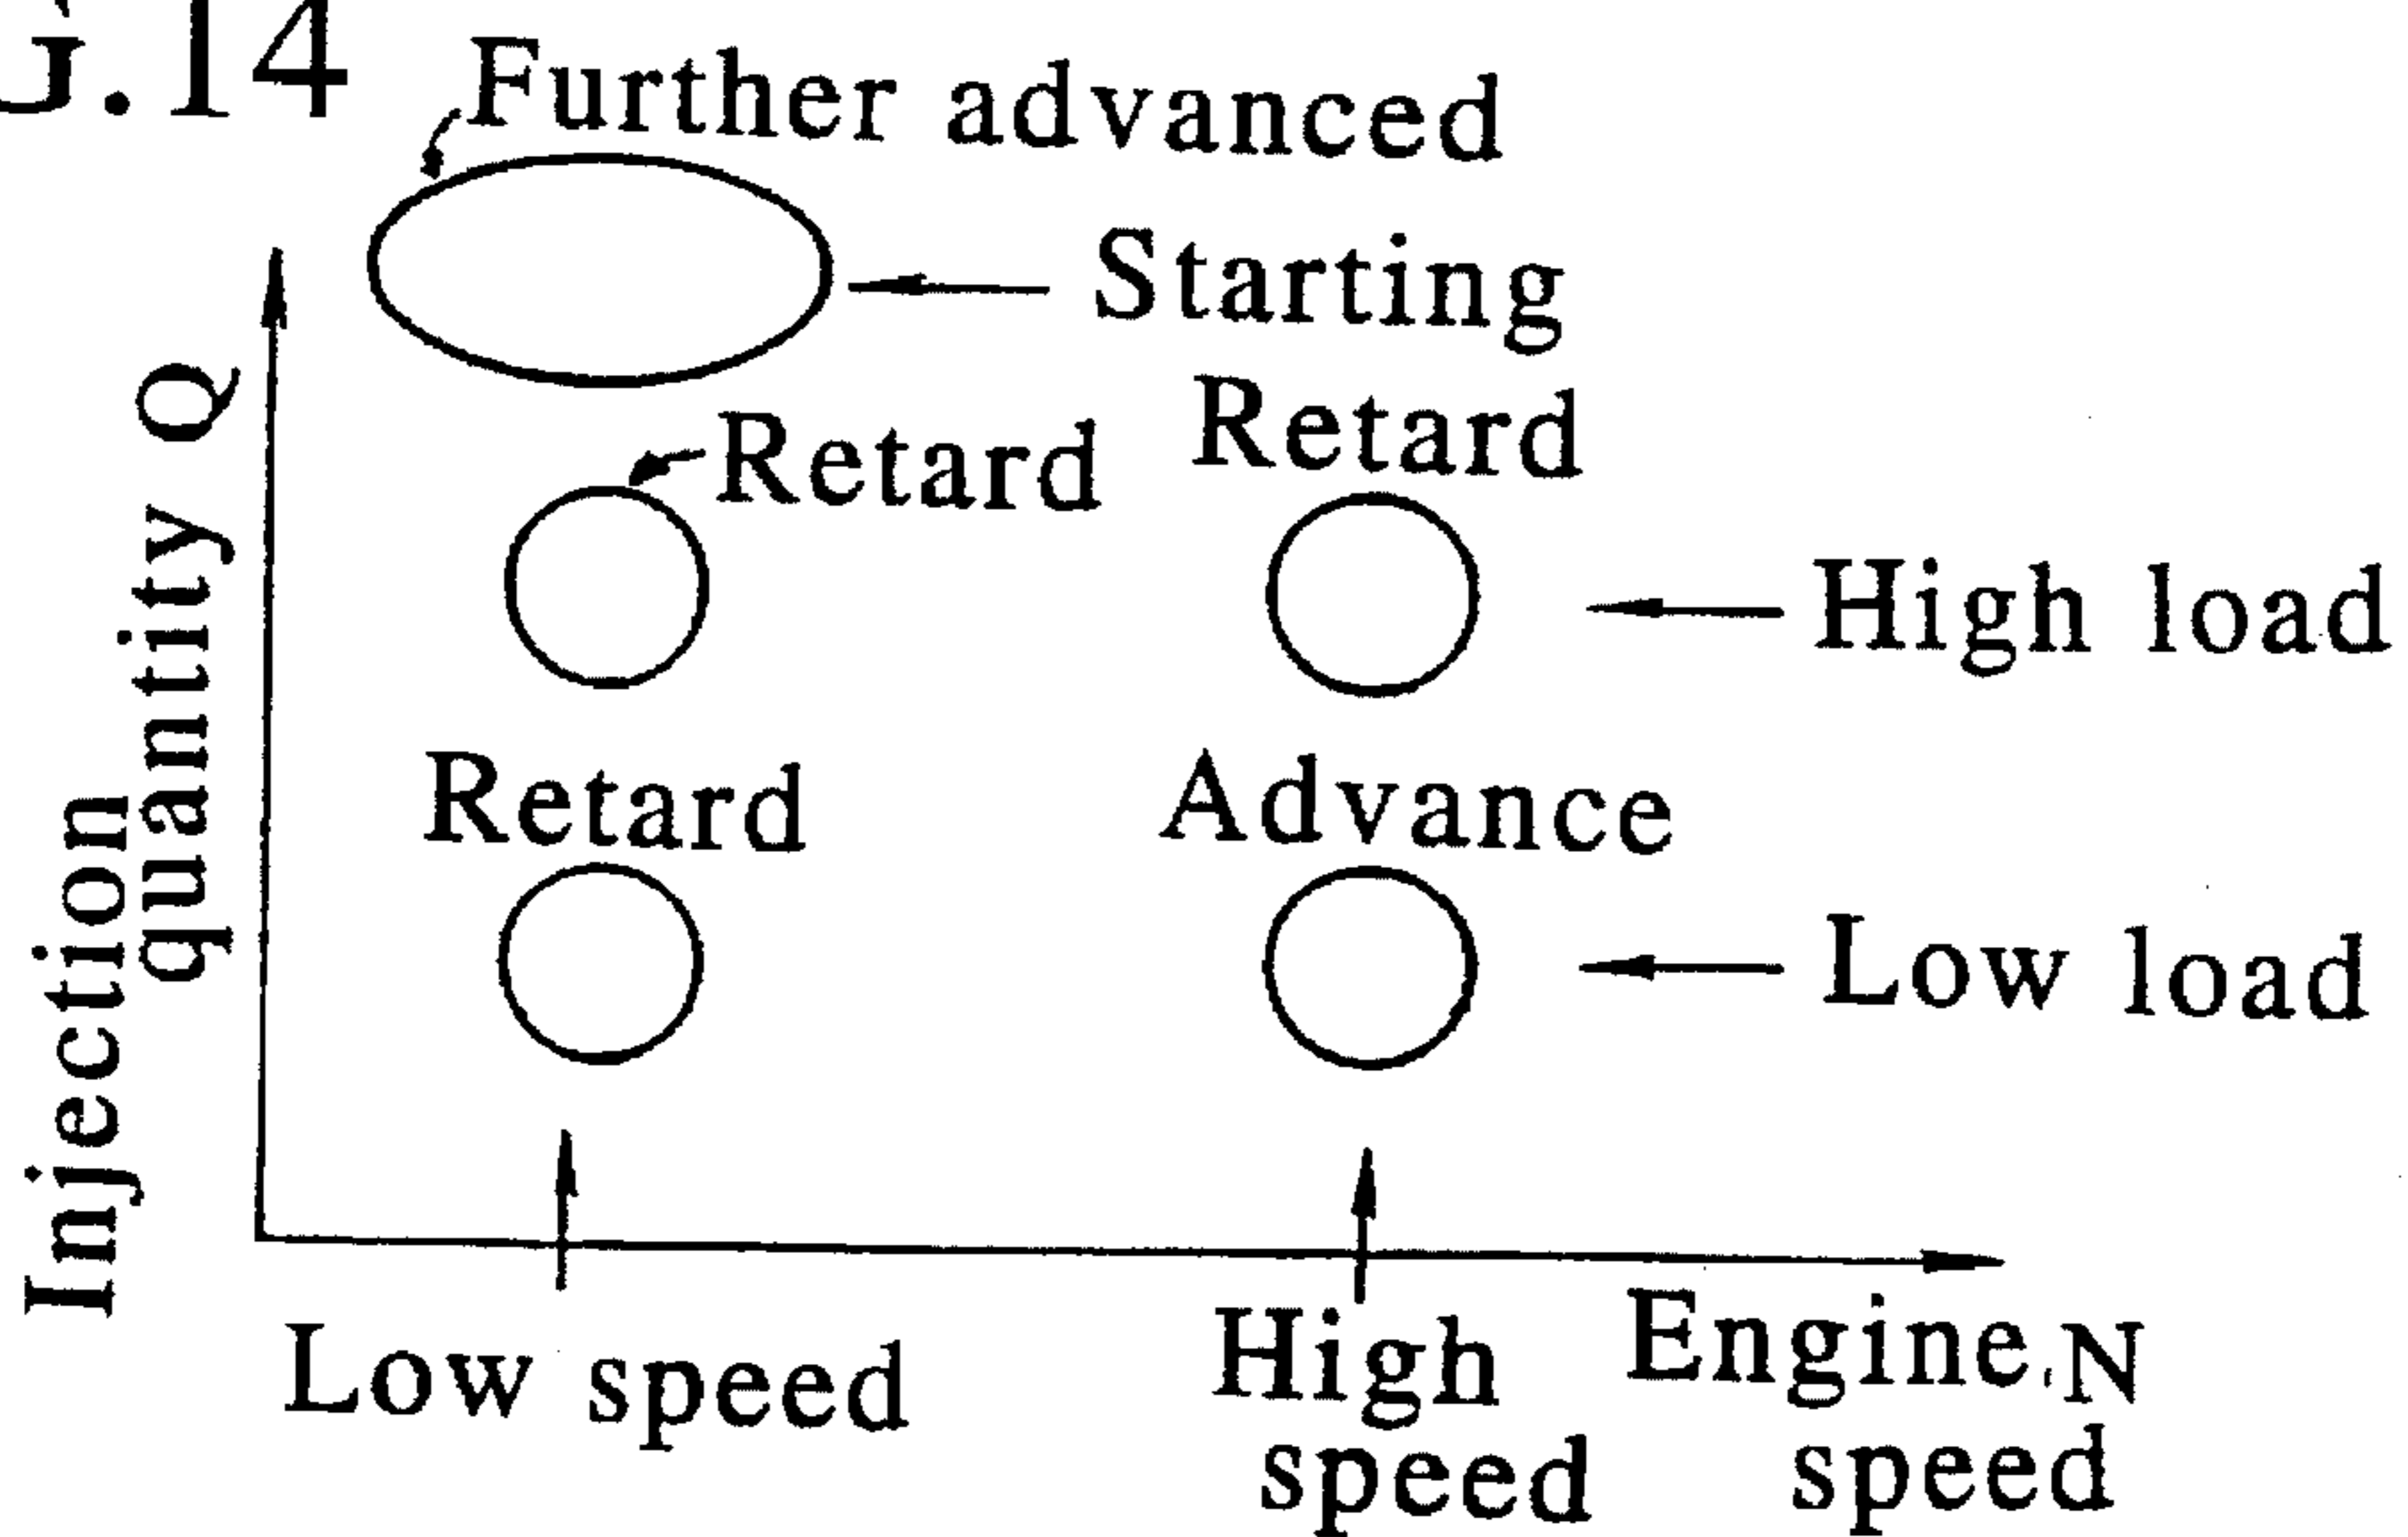 G.14
Further advanced
Starting
Retard
Retard
High load
Retard
Advance
Low load
Injection
quantity Q
Low speed
High
speed
Engine N
speed